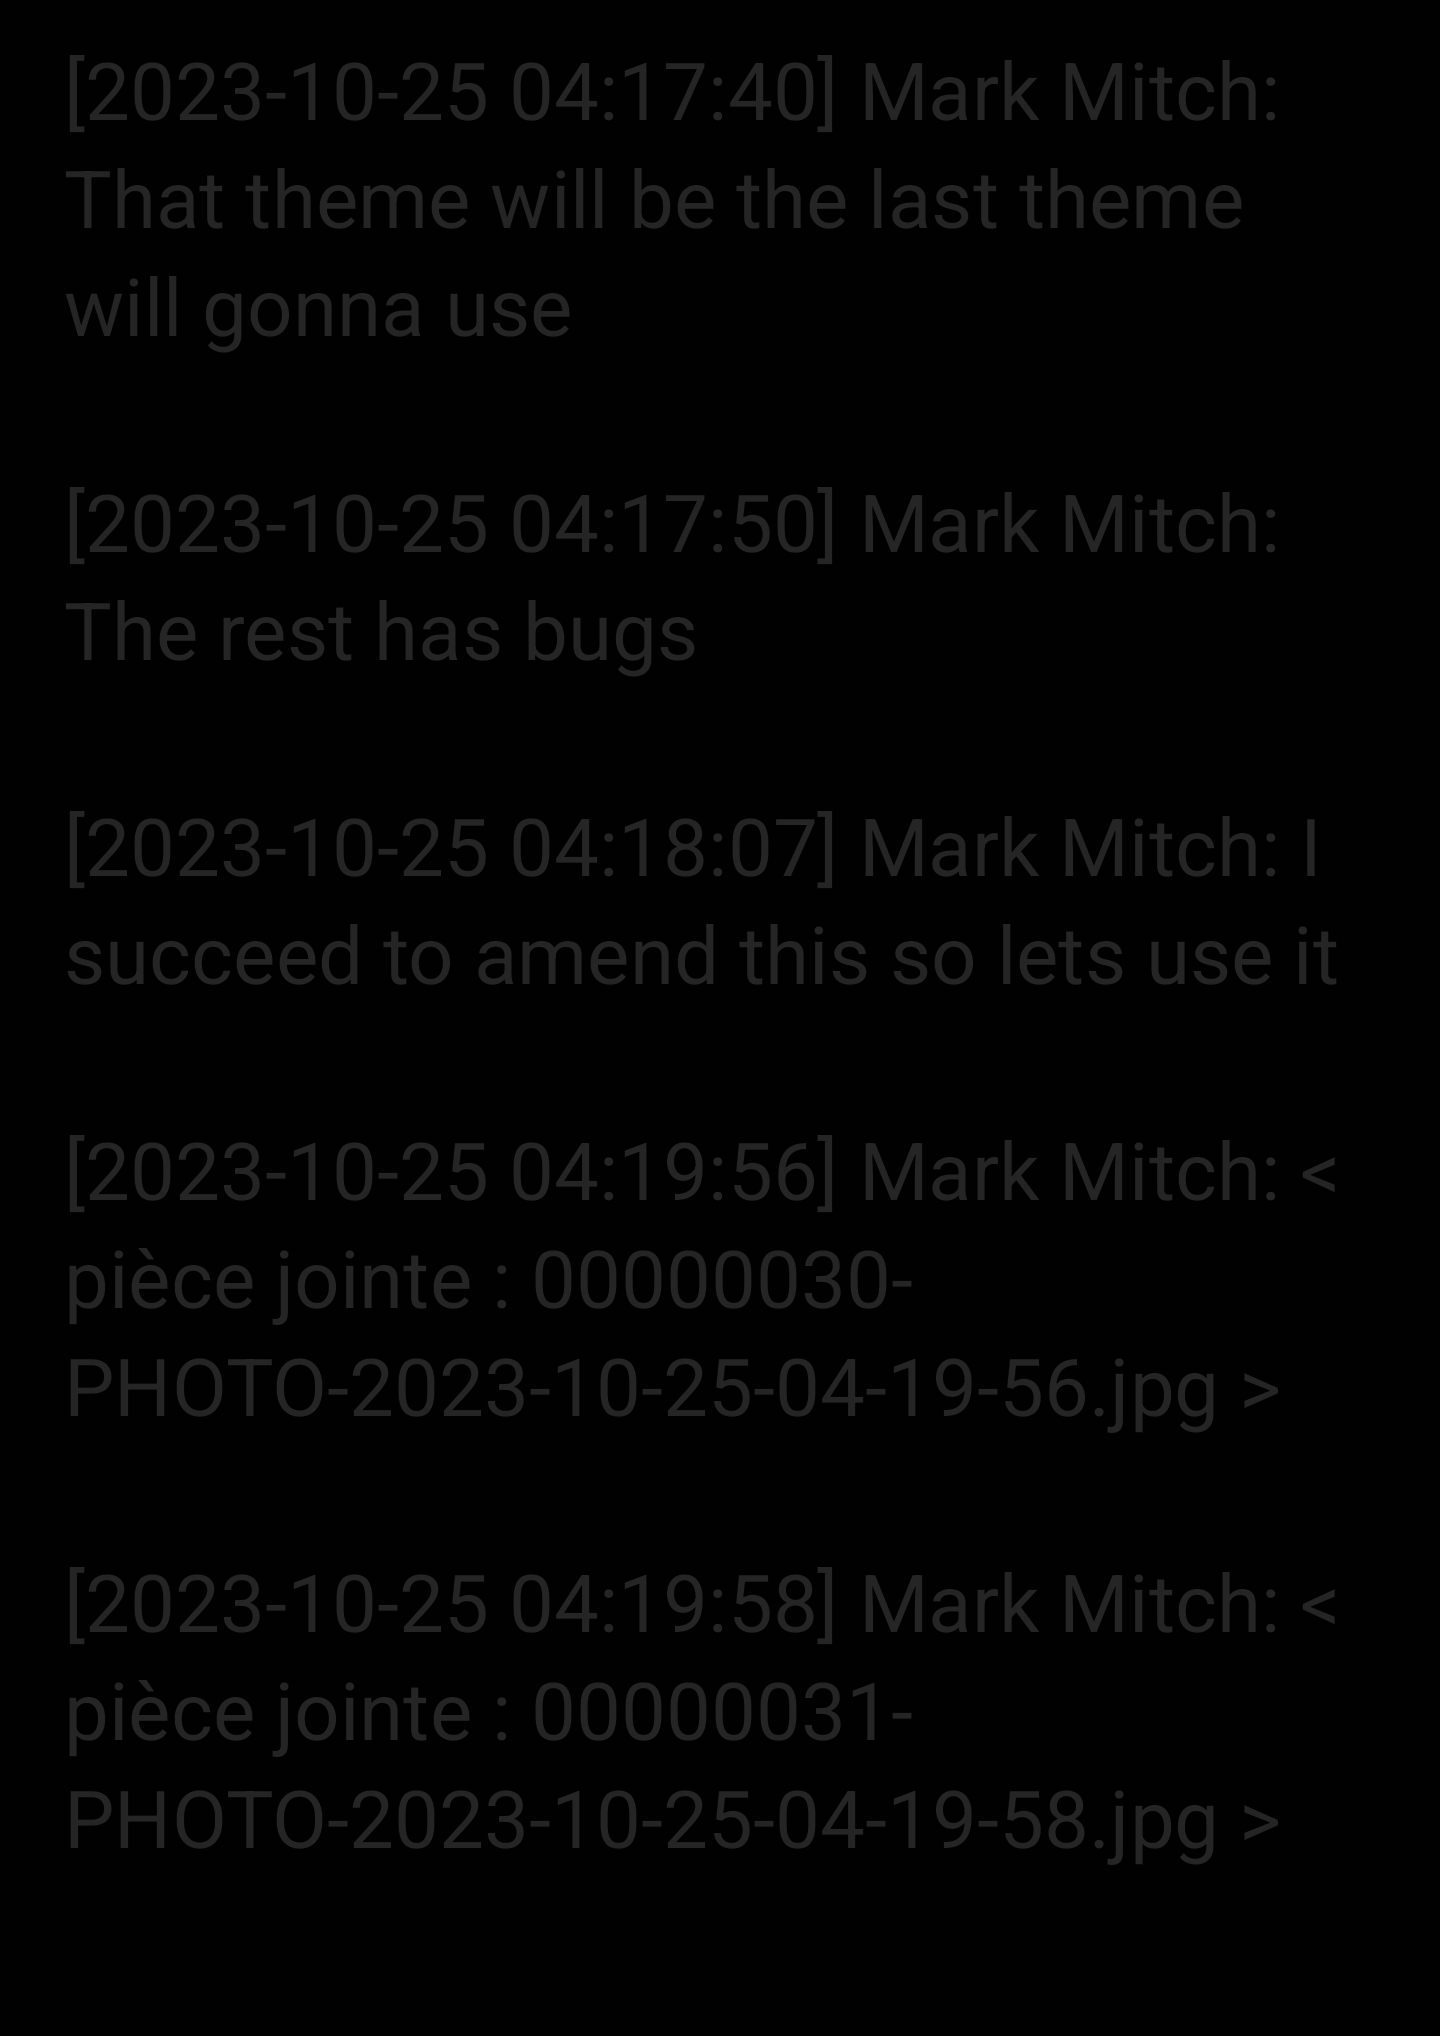 [2023-10-25 04:17:40] Mark Mitch:
That theme will be the last theme
will gonna use
[2023-10-25 04:17:50] Mark Mitch:
The rest has bugs
[2023-10-25 04:18:07] Mark Mitch: I
succeed to amend this so lets use it
[2023-10-25 04:19:56] Mark Mitch: <
pièce jointe : 00000030-
PHOTO-2023-10-25-04-19-56.jpg >
[2023-10-25 04:19:58] Mark Mitch: <
pièce jointe : 00000031-
PHOTO-2023-10-25-04-19-58.jpg >